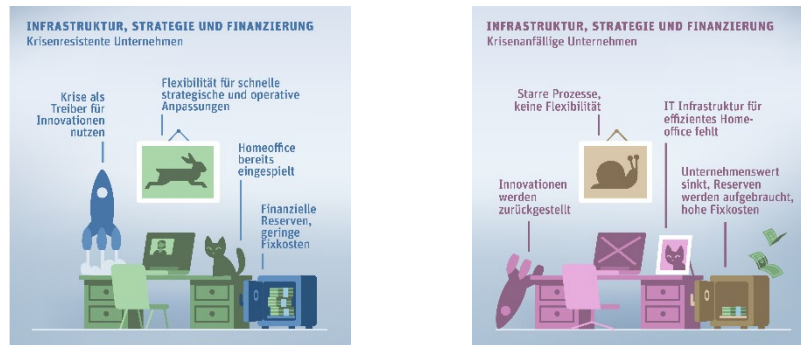 INFRASTRUKTUR, STRATEGIE UND FINANZIERUNG
Krisenresistente Unternehmen
Flexibilität für schnelle
strategische und operative
Anpassungen
Krise als
Treiber für
Innovationen
nutzen
Homeoffice
bereits
eingespielt
Finanzielle
Reserven,
geringe
Fixkosten
INFRASTRUKTUR, STRATEGIE UND FINANZIERUNG
Krisenanfällige Unternehmen
Starre Prozesse,
keine Flexibilität
IT Infrastruktur für
effizientes Home-
office fehlt
Innovationen
werden
zurückgestellt
Unternehmenswert
sinkt, Reserven
werden aufgebraucht,
hohe Fixkosten